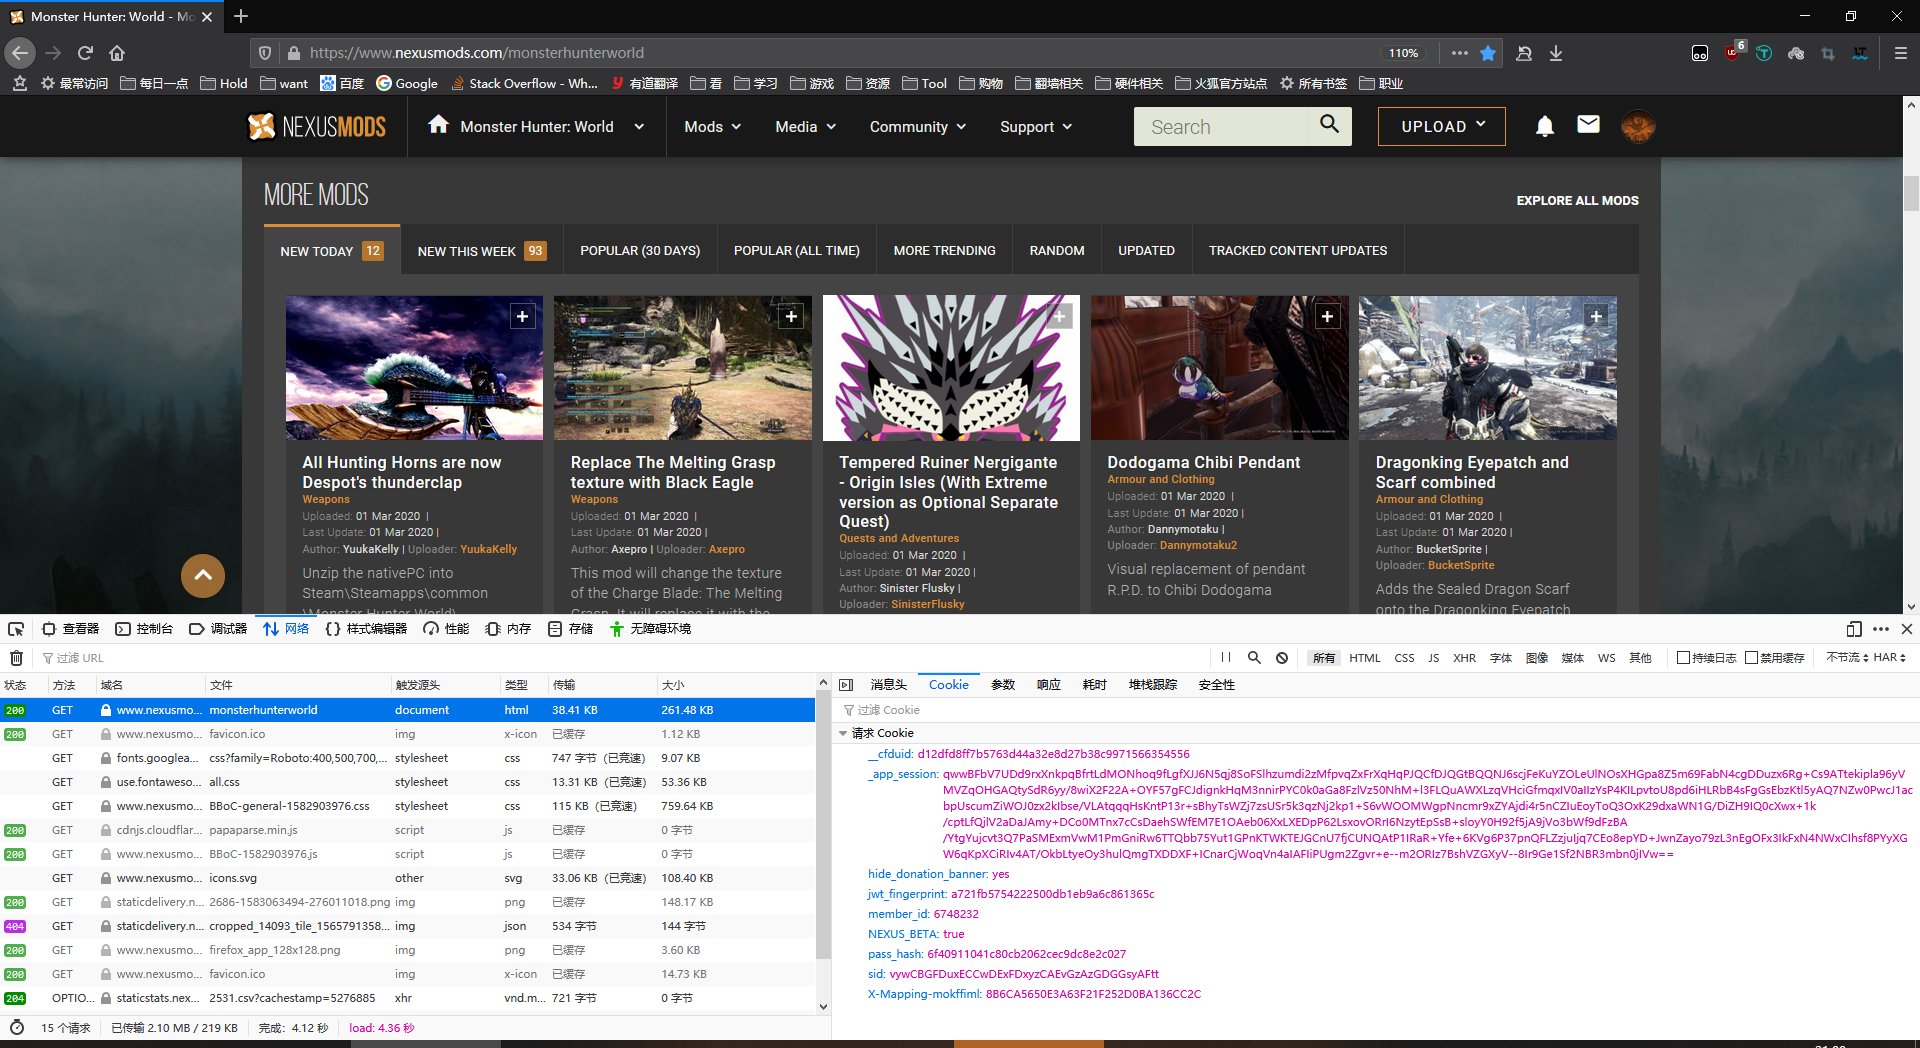 Monster Hunter: World - Mo
https://www.nexusmods.com/monsterhunterworld
110%
6
最常访问
每日一点
Hold
want
百度
Google
Stack Overflow - Wh...
有道翻译
看
学习
游戏
资源
Tool
购物
翻墙相关
硬件相关
火狐官方站点
所有书签
职业
NEXUSMODS
Monster Hunter: World
Mods
Media
Community
Support
Search
UPLOAD
MORE MODS
EXPLORE ALL MODS
NEW TODAY 12
NEW THIS WEEK 93
POPULAR (30 DAYS)
POPULAR (ALL TIME)
MORE TRENDING
RANDOM
UPDATED
TRACKED CONTENT UPDATES
All Hunting Horns are now
Despot's thunderclap
Weapons
Uploaded: 01 Mar 2020 |
Last Update: 01 Mar 2020 |
Author: YuukaKelly | Uploader: YuukaKelly
Unzip the nativePC into
Steam\Steamapps\common
\Monster Hunter World\
Replace The Melting Grasp
texture with Black Eagle
Weapons
Uploaded: 01 Mar 2020 |
Last Update: 01 Mar 2020 |
Author: Axepro | Uploader: Axepro
This mod will change the texture
of the Charge Blade: The Melting
Grasp. It will replace it with the
Tempered Ruiner Nergigante
- Origin Isles (With Extreme
version as Optional Separate
Quest)
Quests and Adventures
Uploaded: 01 Mar 2020 |
Last Update: 01 Mar 2020 |
Author: Sinister Flusky |
Uploader: SinisterFlusky
Dodogama Chibi Pendant
Armour and Clothing
Uploaded: 01 Mar 2020 |
Last Update: 01 Mar 2020 |
Author: Dannymotaku |
Uploader: Dannymotaku2
Visual replacement of pendant
R.P.D. to Chibi Dodogama
Dragonking Eyepatch and
Scarf combined
Armour and Clothing
Uploaded: 01 Mar 2020 |
Last Update: 01 Mar 2020 |
Author: BucketSprite |
Uploader: BucketSprite
Adds the Sealed Dragon Scarf
onto the Dragonking Eyepatch
查看器
控制台
调试器
网络
样式编辑器
性能
内存
存储
无障碍环境
过滤 URL
所有 HTML CSS JS XHR 字体 图像 媒体 WS 其他
持续日志
禁用缓存
不节流
HAR
状态 方法 域名 文件 触发源头 类型 传输 大小
200 GET www.nexusmo... monsterhunterworld document html 38.41 KB 261.48 KB
200 GET www.nexusmo... favicon.ico img x-icon 已缓存 1.12 KB
GET fonts.googlea... css?family=Roboto:400,500,700,... stylesheet css 747 字节 (已竞速) 9.07 KB
GET use.fontaweso... all.css stylesheet css 13.31 KB (已竞速) 53.36 KB
GET www.nexusmo... BBoC-general-1582903976.css stylesheet css 115 KB (已竞速) 759.64 KB
200 GET cdnjs.cloudflar... papaparse.min.js script js 已缓存 0 字节
200 GET www.nexusmo... BBoC-1582903976.js script js 已缓存 0 字节
GET www.nexusmo... icons.svg other svg 33.06 KB (已竞速) 108.40 KB
200 GET staticdelivery.n... 2686-1583063494-276011018.png img png 已缓存 148.17 KB
404 GET staticdelivery.n... cropped_14093_tile_1565791358... img json 534 字节 144 字节
200 GET www.nexusmo... firefox_app_128x128.png img png 已缓存 3.60 KB
200 GET www.nexusmo... favicon.ico img x-icon 已缓存 14.73 KB
204 OPTIO... staticstats.nex... 2531.csv?cachestamp=5276885 xhr vnd.m... 721 字节 0 字节
15 个请求
已传输 2.10 MB / 219 KB
完成: 4.12 秒
load: 4.36 秒
消息头 Cookie 参数 响应 耗时 堆栈跟踪 安全性
过滤 Cookie
请求 Cookie
__cfduid: d12dfd8ff7b5763d44a32e8d27b38c9971566354556
_app_session:
hide_donation_banner: yes
jwt_fingerprint: a721fb5754222500db1eb9a6c861365c
member_id: 6748232
NEXUS_BETA: true
pass_hash: 6f40911041c80cb2062cec9dc8e2c027
sid: vywCBGFDuxECCwDExFDxyzCAEvGzAzGDGGsyAFtt
X-Mapping-mokffiml: 8B6CA5650E3A63F21F252D0BA136CC2C